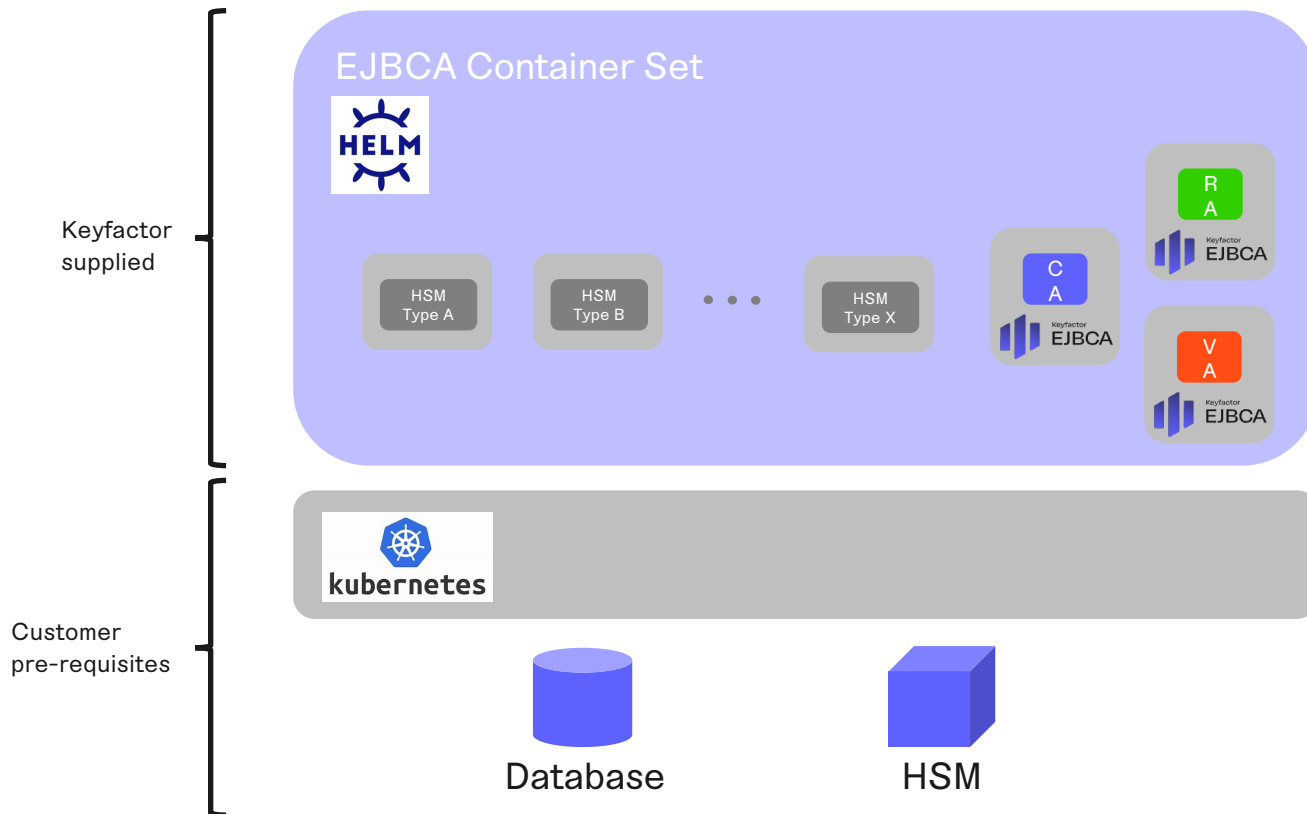 EJBCA Container Set
HELM
Keyfactor
supplied
HSM
Type A
HSM
Type B
HSM
Type X
C
A
Keyfactor
EJBCA
R
A
Keyfactor
EJBCA
V
A
Keyfactor
EJBCA
kubernetes
Customer
pre-requisites
Database
HSM